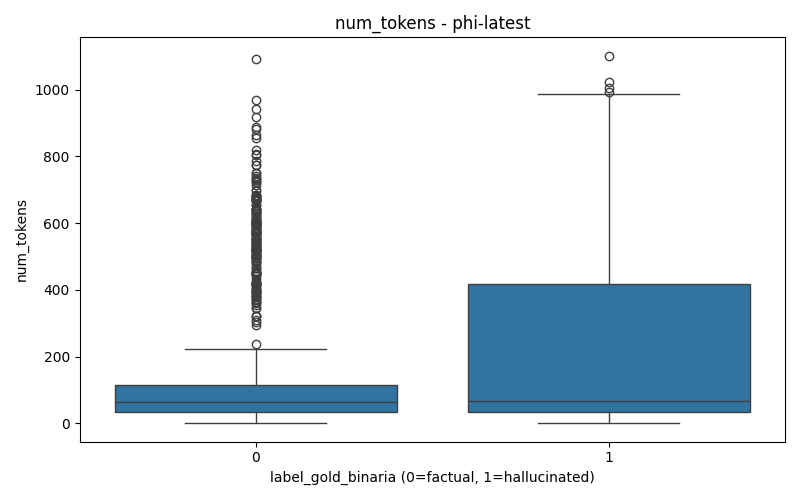 num_tokens - phi-latest
num_tokens
1000
800
600
400
200
0
0
1
label_gold_binaria (0=factual, 1=hallucinated)